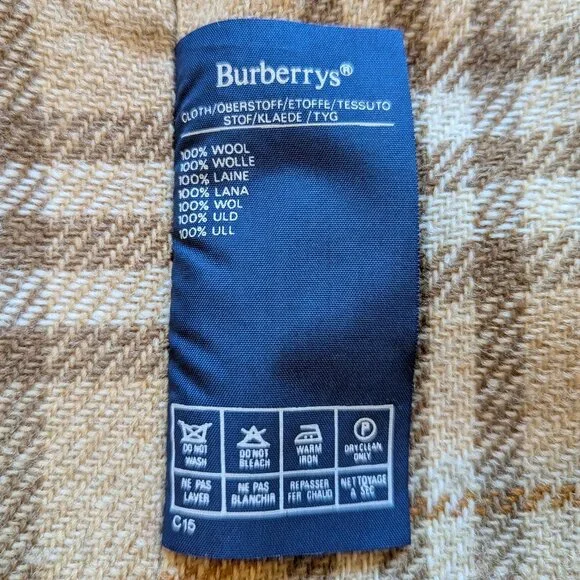 Burberrys®
CLOTH/OBERSTOFF/ETOFFE/TESSUTO
STOF/KLAEDE/TYG
100% WOOL
100% WOLLE
100% LAINE
100% LANA
100% WOL
100% ULD
100% ULL
DO NOT WASH
DO NOT BLEACH
WARM IRON
P
DRYCLEAN ONLY
NE PAS LAVER
NE PAS BLANCHIR
REPASSER FER CHAUD
NETTOYAGE A SEC
C15